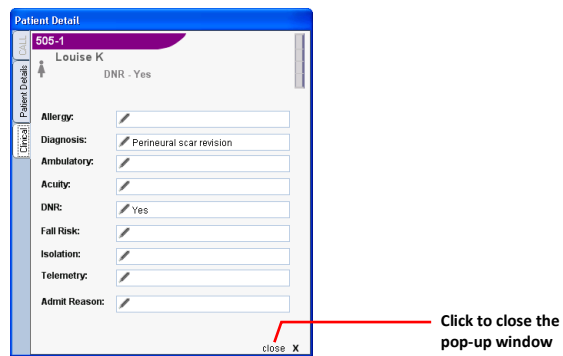 Patient Detail
CALL
Patient Details
Clinical
505-1
Louise K
DNR - Yes
Allergy:
Diagnosis: Perineural scar revision
Ambulatory:
Acuity:
DNR: Yes
Fall Risk:
Isolation:
Telemetry:
Admit Reason:
close X
Click to close the
pop-up window